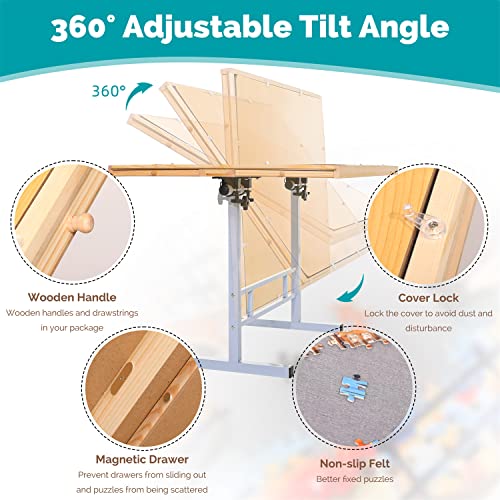 360° Adjustable Tilt Angle
360°
Wooden Handle
Wooden handles and drawstrings
in your package
Cover Lock
Lock the cover to avoid dust and
disturbance
Magnetic Drawer
Prevent drawers from sliding out
and puzzles from being scattered
Non-slip Felt
Better fixed puzzles